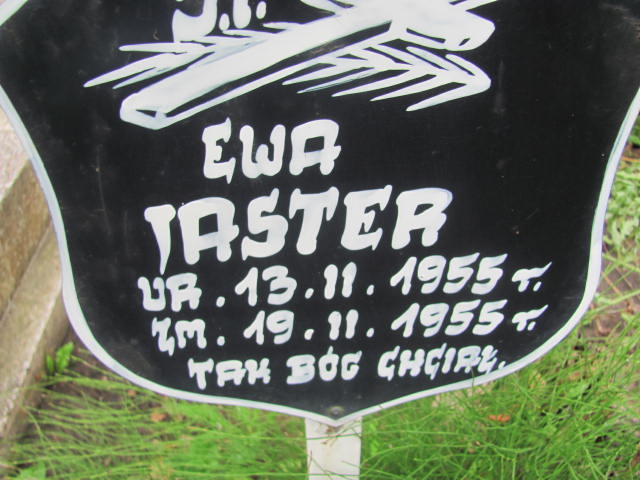 Ś.P.
EWA
JASTER
UR. 13.11.1955 r.
ZM. 19.11.1955 r.
TAK BÓG CHCIAŁ.